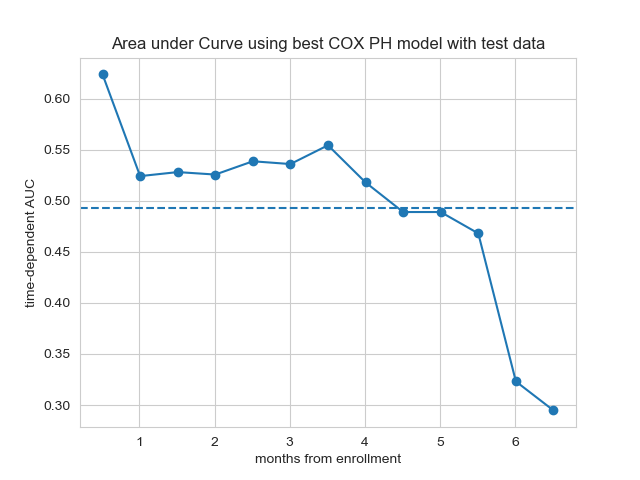 Area under Curve using best COX PH model with test data
time-dependent AUC
0.60
0.55
0.50
0.45
0.40
0.35
0.30
1 2 3 4 5 6
months from enrollment